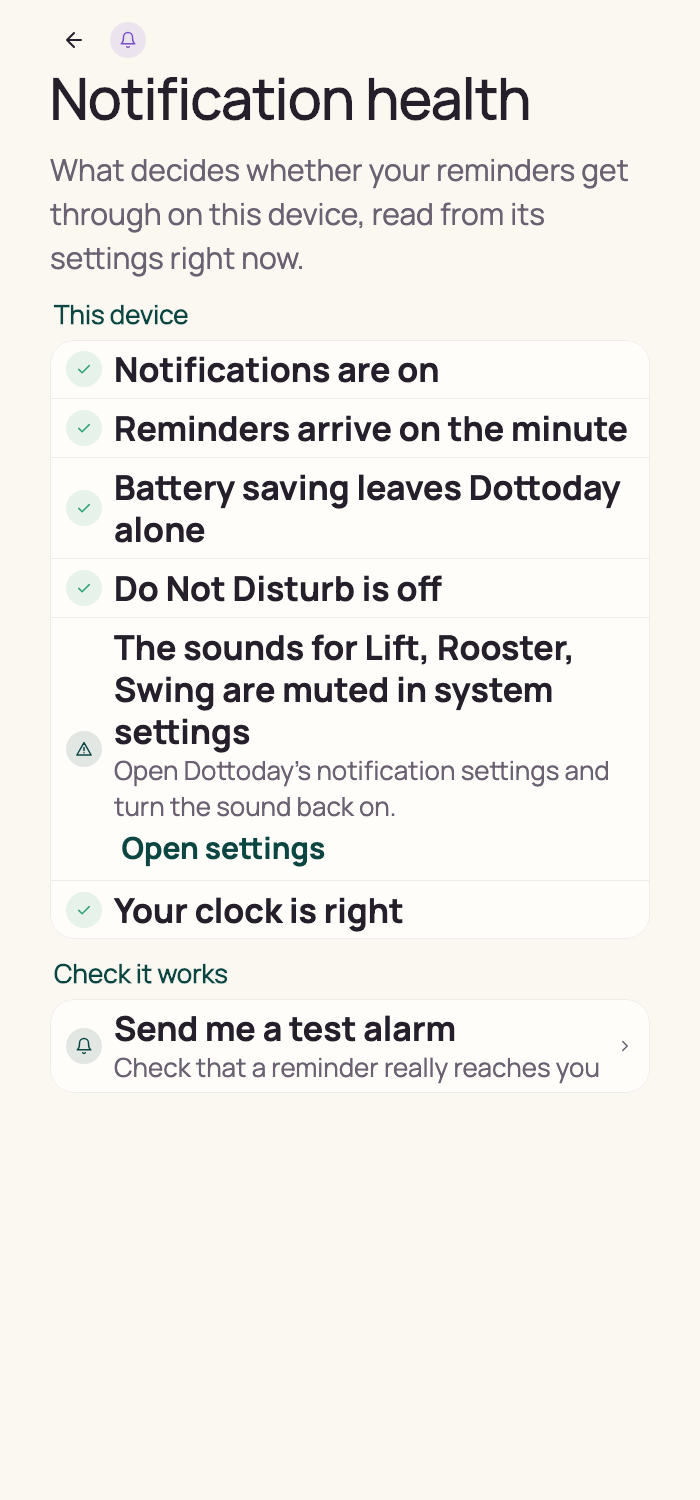 Notification health
What decides whether your reminders get
through on this device, read from its
settings right now.
This device
Notifications are on
Reminders arrive on the minute
Battery saving leaves Dottoday
alone
Do Not Disturb is off
The sounds for Lift, Rooster,
Swing are muted in system
settings
Open Dottoday’s notification settings and
turn the sound back on.
Open settings
Your clock is right
Check it works
Send me a test alarm
Check that a reminder really reaches you